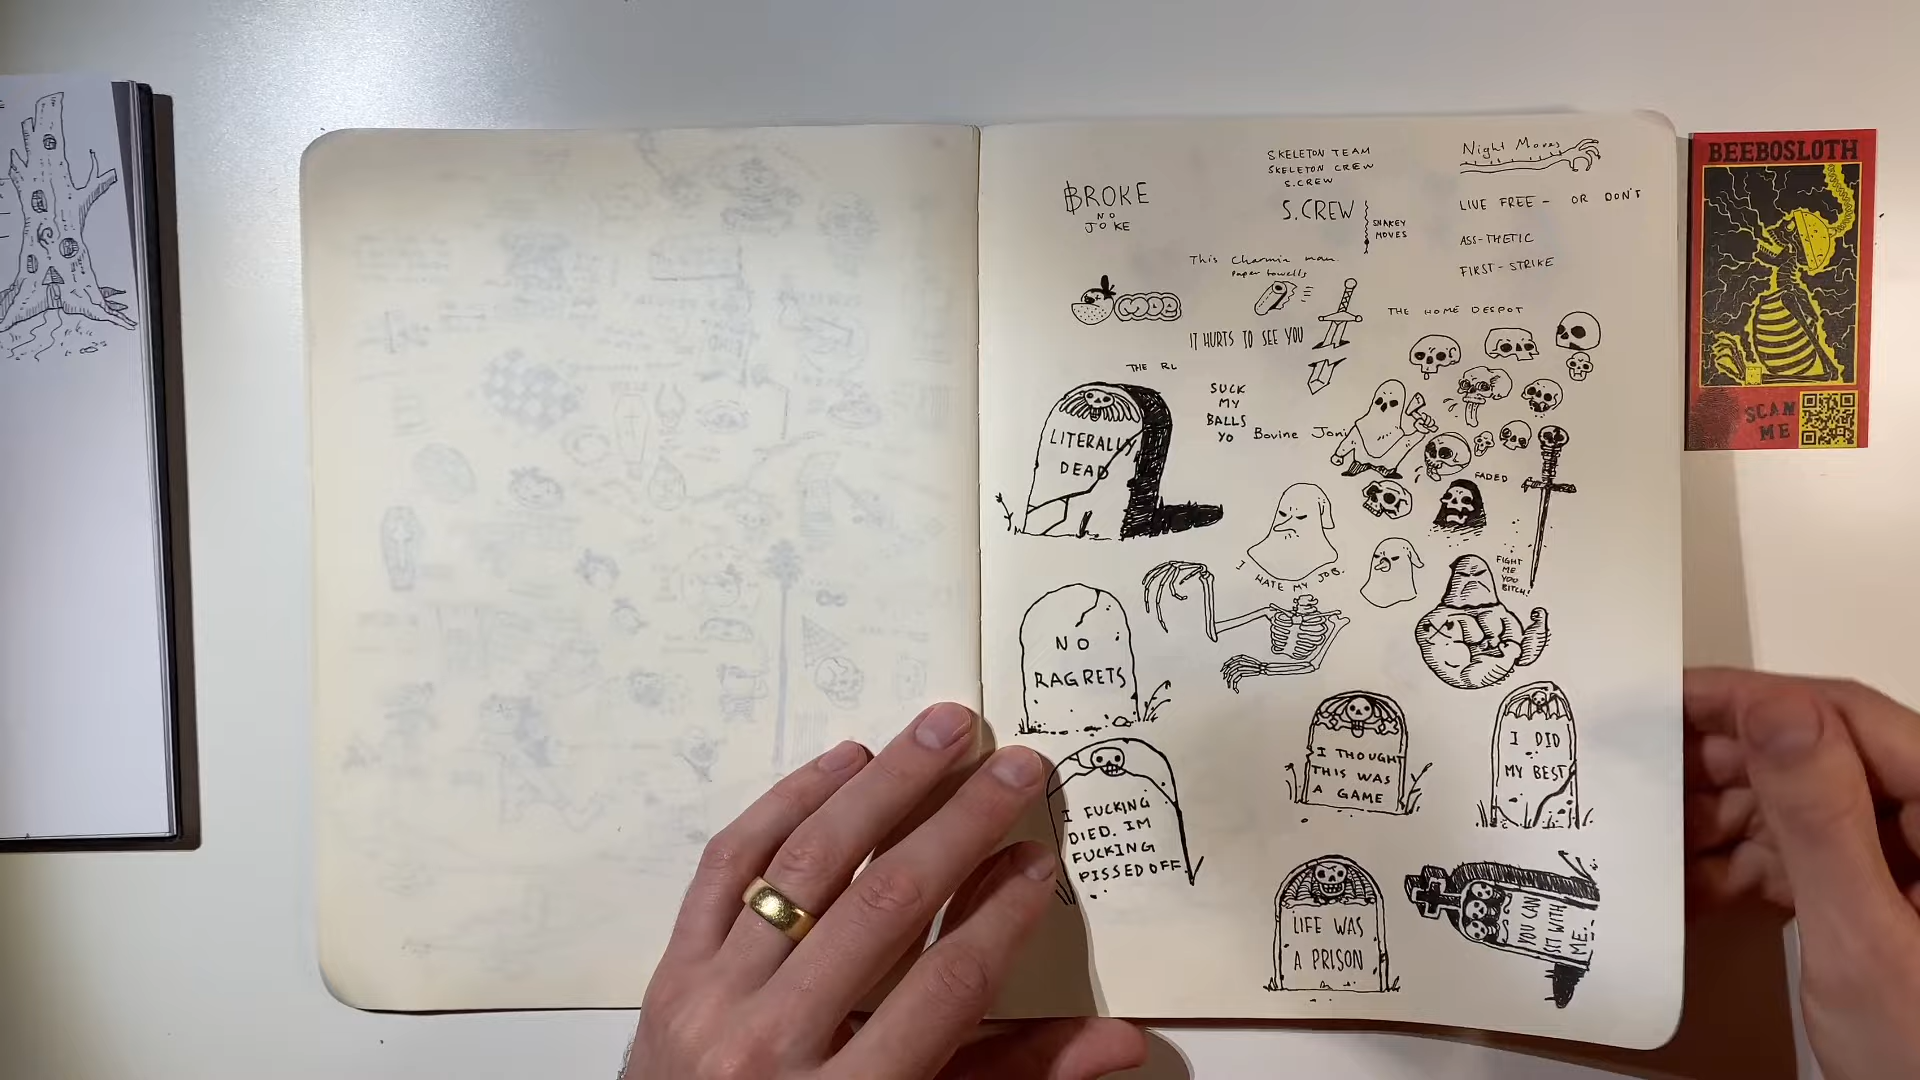 SKELETON TEAM
SKELETON CREW
S.CREW
S.CREW
SNAKEY
MOVES
Night Moves
LIVE FREE - OR DON'T
ASS-THETIC
FIRST-STRIKE
BROKE
NO
JOKE
This Charmin man.
Paper towells
CODE
IT HURTS TO SEE YOU
THE HOME DESPOT
THE RL
SUCK
MY
BALLS
YO
Bovine Joni
LITERALLY
DEAD
FADED
I HATE MY JOB.
FIGHT
ME
YOU
BITCH!
NO
RAGRETS
I THOUGHT
THIS WAS
A GAME
I DID
MY BEST
I FUCKING
DIED. IM
FUCKING
PISSED OFF.
LIFE WAS
A PRISON
YOU CAN
SIT WITH
ME.
BEEBOSLOTH
SCAN
ME